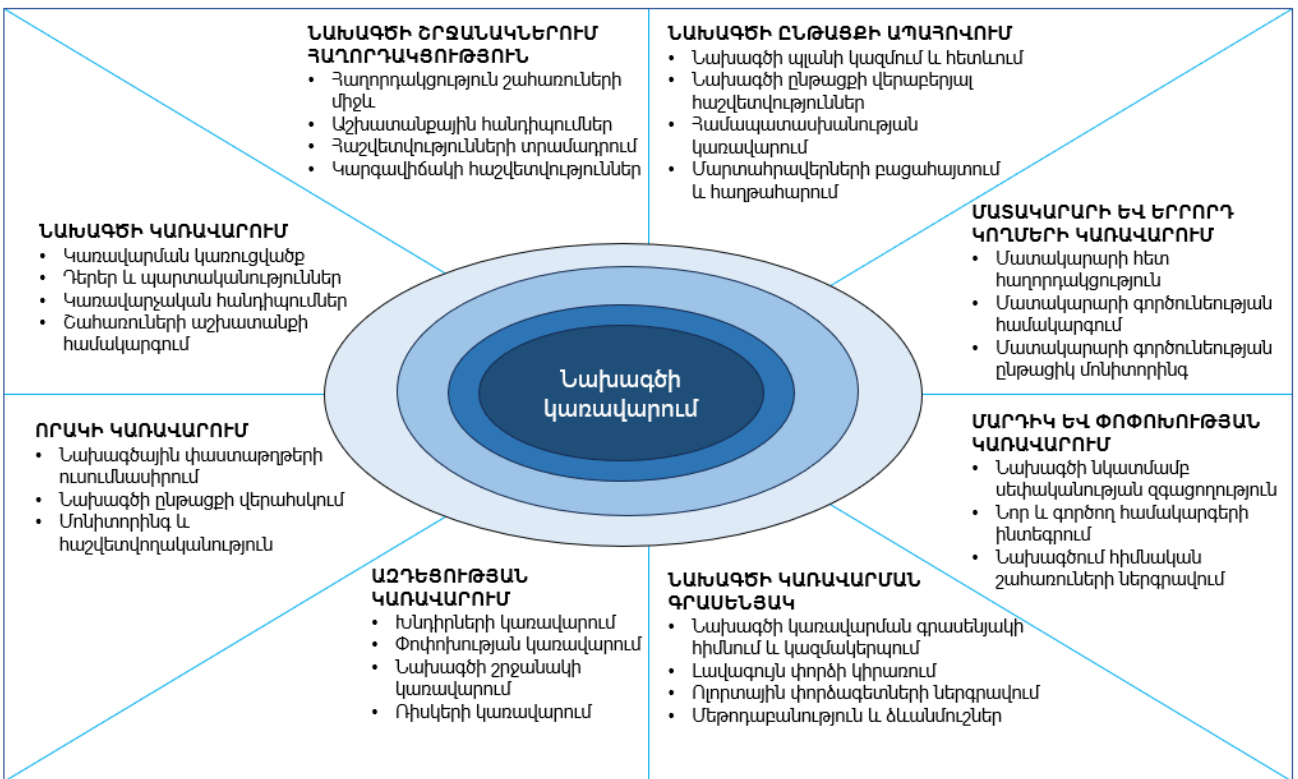 ՆԱԽԱԳԾԻ ՇՐՋԱՆԱԿՆԵՐՈՒՄ
ՀԱՂՈՐԴԱԿՑՈՒԹՅՈՒՆ
• Հաղորդակցություն շահառուների
միջև
• Աշխատանքային հանդիպումներ
• Հաշվետվությունների տրամադրում
• Կարգավիճակի հաշվետվություններ
ՆԱԽԱԳԾԻ ԸՆԹԱՑՔԻ ԱՊԱՀՈՎՈՒՄ
• Նախագծի պլանի կազմում և հետևում
• Նախագծի ընթացքի վերաբերյալ
հաշվետվություններ
• Համապատասխանության
կառավարում
• Մարտահրավերների բացահայտում
և հաղթահարում
ՄԱՏԱԿԱՐԱՐԻ ԵՎ ԵՐՐՈՐԴ
ԿՈՂՄԵՐԻ ԿԱՌԱՎԱՐՈՒՄ
• Մատակարարի հետ
հաղորդակցություն
• Մատակարարի գործունեության
համակարգում
• Մատակարարի գործունեության
ընթացիկ մոնիտորինգ
ՆԱԽԱԳԾԻ ԿԱՌԱՎԱՐՈՒՄ
• Կառավարման կառուցվածք
• Դերեր և պարտականություններ
• Կառավարչական հանդիպումներ
• Շահառուների աշխատանքի
համակարգում
Նախագծի
կառավարում
ՈՐԱԿԻ ԿԱՌԱՎԱՐՈՒՄ
• Նախագծային փաստաթղթերի
ուսումնասիրում
• Նախագծի ընթացքի վերահսկում
• Մոնիտորինգ և
հաշվետվողականություն
ՄԱՐԴԻԿ ԵՎ ՓՈՓՈԽՈՒԹՅԱՆ
ԿԱՌԱՎԱՐՈՒՄ
• Նախագծի նկատմամբ
սեփականության զգացողություն
• Նոր և գործող համակարգերի
ինտեգրում
• Նախագծում հիմնական
շահառուների ներգրավում
ԱԶԴԵՑՈՒԹՅԱՆ
ԿԱՌԱՎԱՐՈՒՄ
• Խնդիրների կառավարում
• Փոփոխության կառավարում
• Նախագծի շրջանակի
կառավարում
• Ռիսկերի կառավարում
ՆԱԽԱԳԾԻ ԿԱՌԱՎԱՐՄԱՆ
ԳՐԱՍԵՆՅԱԿ
• Նախագծի կառավարման գրասենյակի
հիմնում և կազմակերպում
• Լավագույն փորձի կիրառում
• Ոլորտային փորձագետների ներգրավում
• Մեթոդաբանություն և ձևանմուշներ